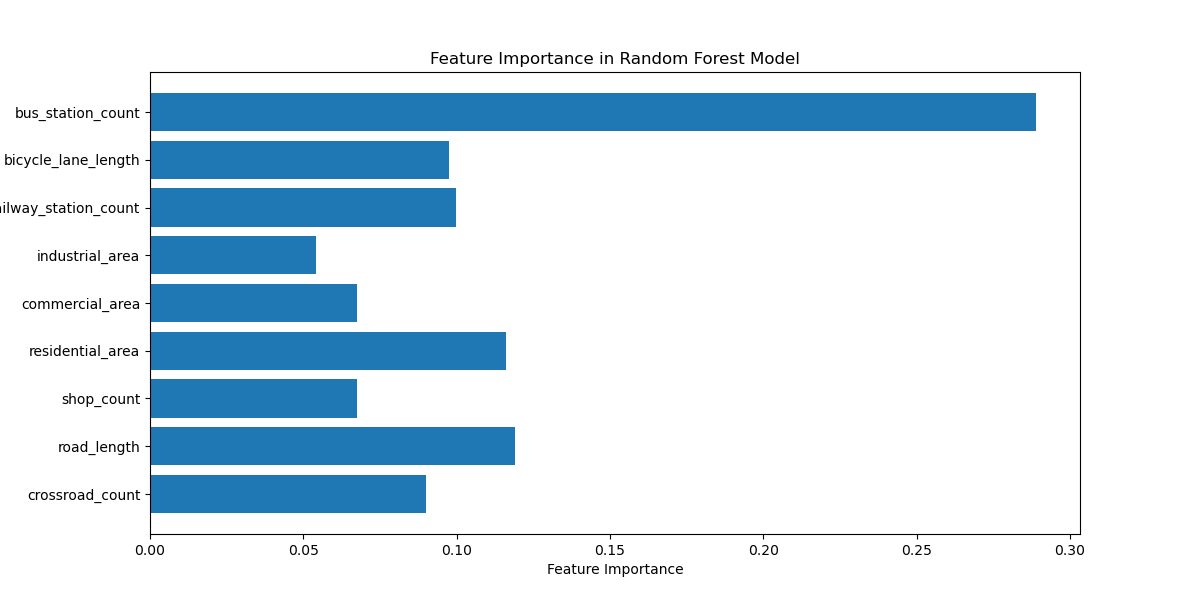 Feature Importance in Random Forest Model
bus_station_count
bicycle_lane_length
ilway_station_count
industrial_area
commercial_area
residential_area
shop_count
road_length
crossroad_count
0.00 0.05 0.10 0.15 0.20 0.25 0.30
Feature Importance